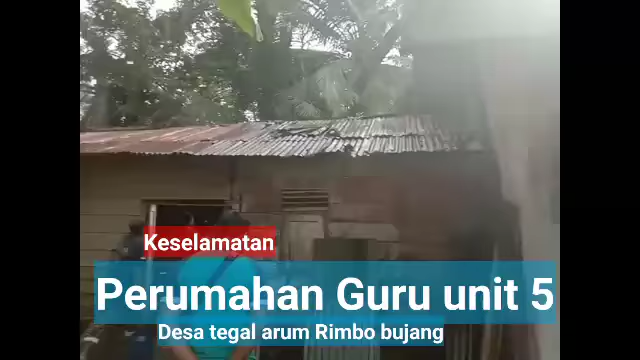 Keselamatan
Perumahan Guru unit 5
Desa tegal arum Rimbo bujang